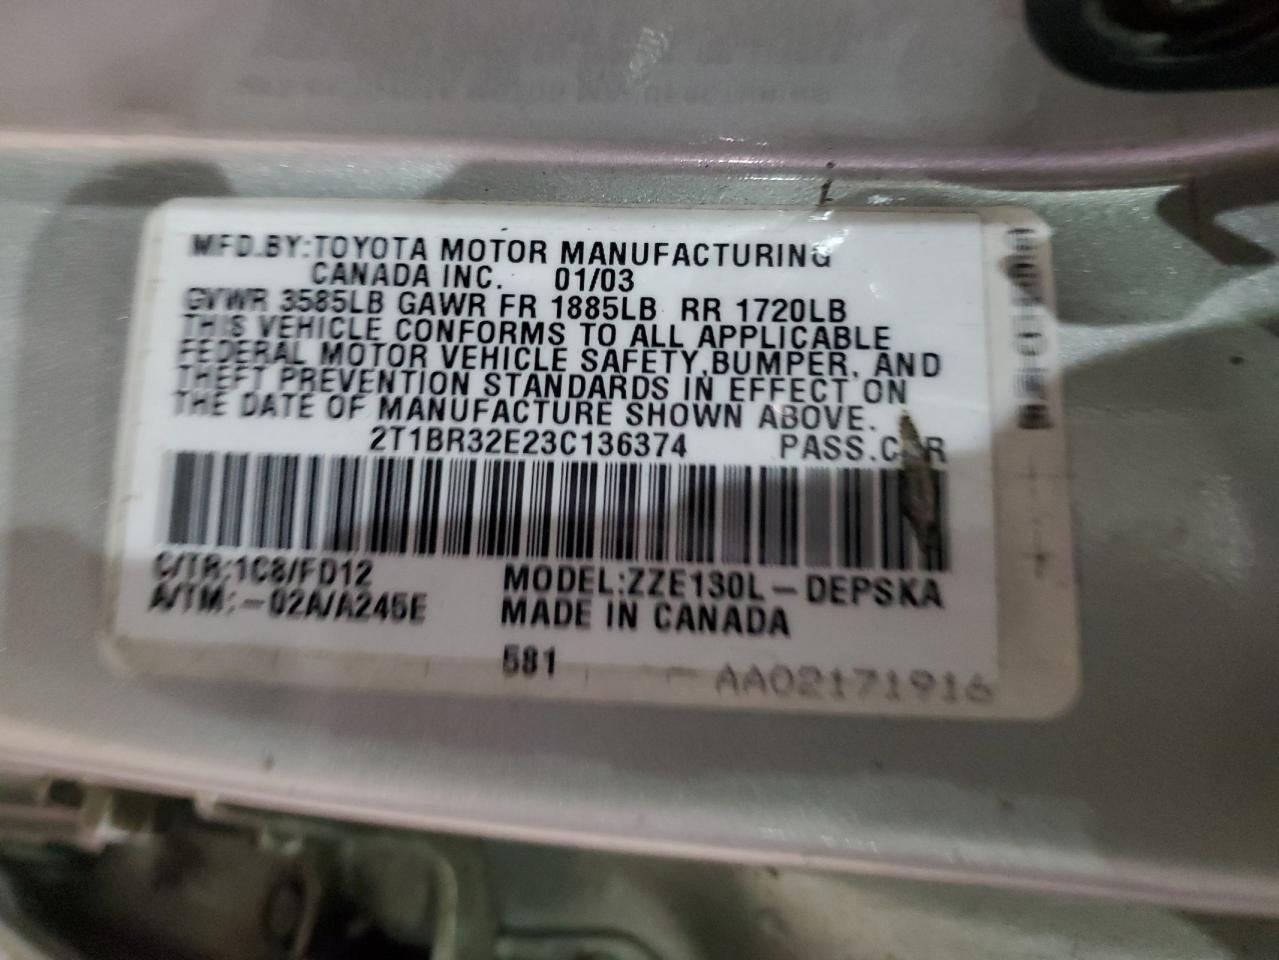 MFD.BY:TOYOTA MOTOR MANUFACTURING
CANADA INC. 01/03
GVWR 3585LB GAWR FR 1885LB RR 1720LB
THIS VEHICLE CONFORMS TO ALL APPLICABLE
FEDERAL MOTOR VEHICLE SAFETY,BUMPER, AND
THEFT PREVENTION STANDARDS IN EFFECT ON
THE DATE OF MANUFACTURE SHOWN ABOVE.
2T1BR32E23C136374 PASS.CAR
C/TR:1C8/FD12
A/TM:-02A/A245E
MODEL:ZZE130L-DEPSKA
MADE IN CANADA
581
AA02171916